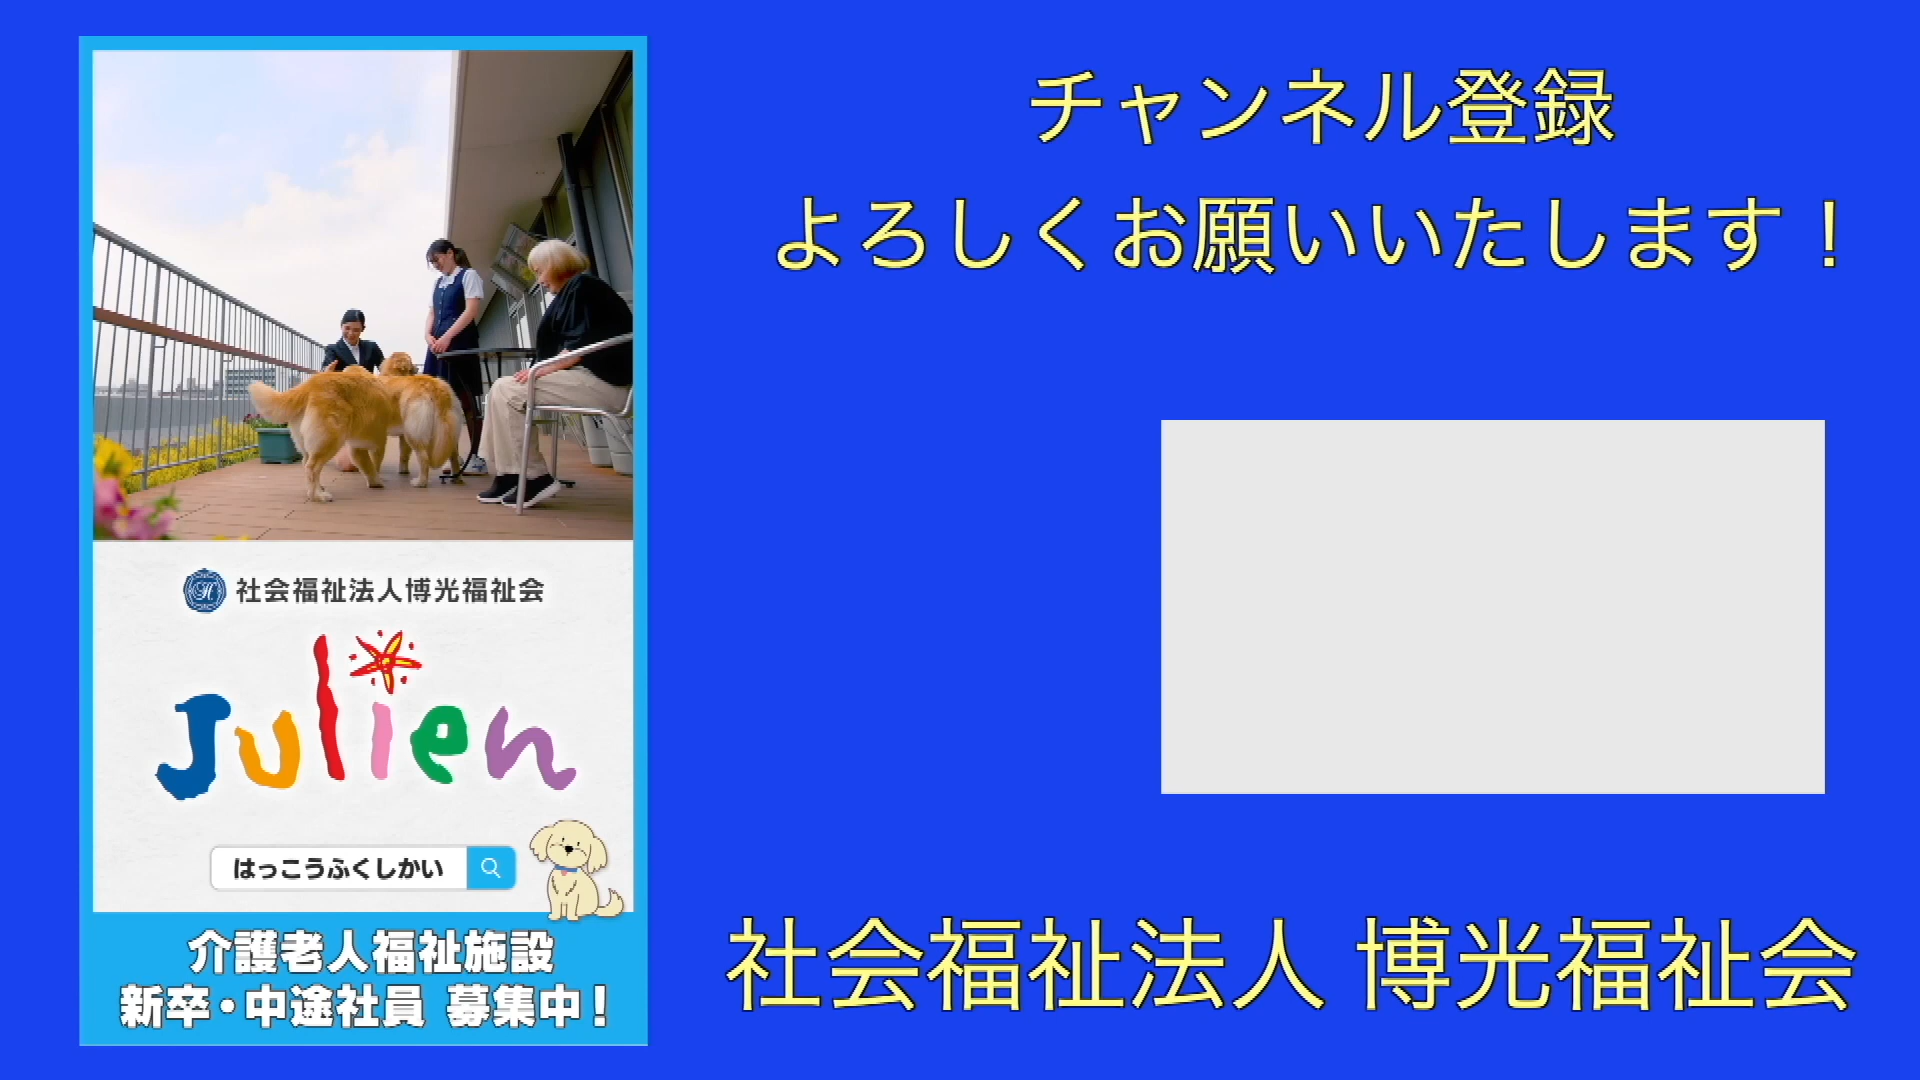 チャンネル登録
よろしくお願いいたします！
社会福祉法人博光福祉会
Julien
はっこうふくしかい
介護老人福祉施設
新卒・中途社員 募集中！
社会福祉法人 博光福祉会